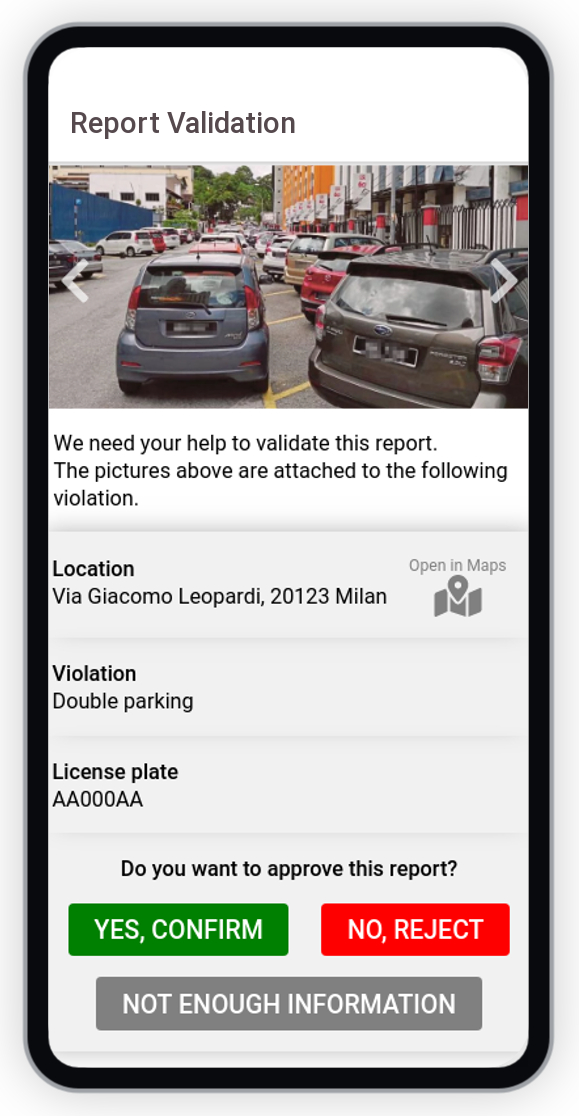 Report Validation
We need your help to validate this report.
The pictures above are attached to the following
violation.
Location
Open in Maps
Via Giacomo Leopardi, 20123 Milan
Violation
Double parking
License plate
AA000AA
Do you want to approve this report?
YES, CONFIRM
NO, REJECT
NOT ENOUGH INFORMATION